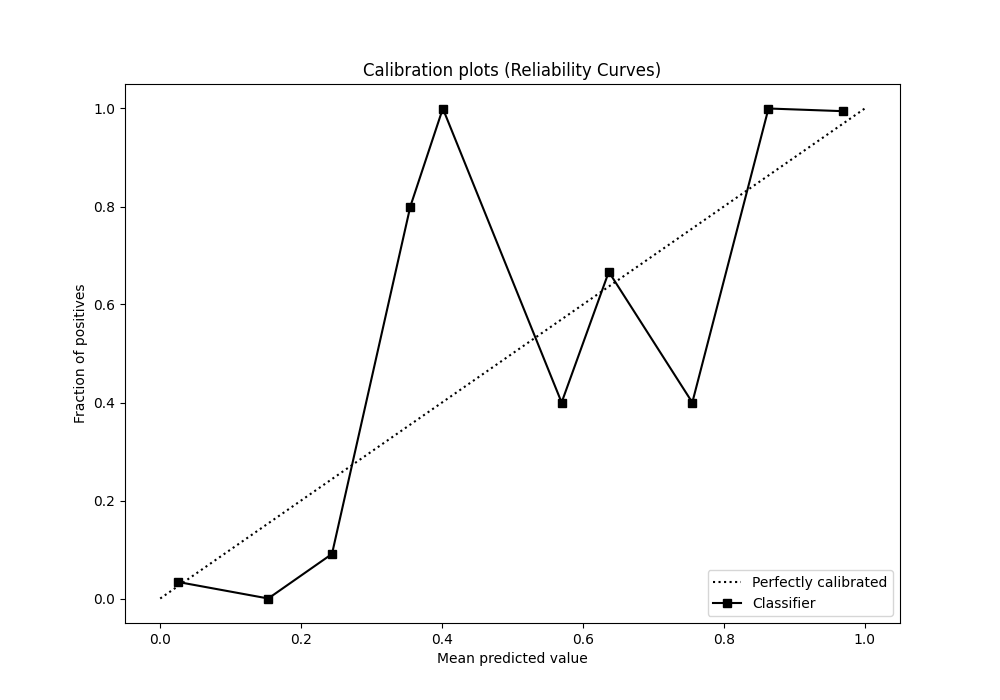 Calibration plots (Reliability Curves)
1.0
0.8
0.6
0.4
0.2
0.0
Fraction of positives
0.0 0.2 0.4 0.6 0.8 1.0
Mean predicted value
Perfectly calibrated
Classifier